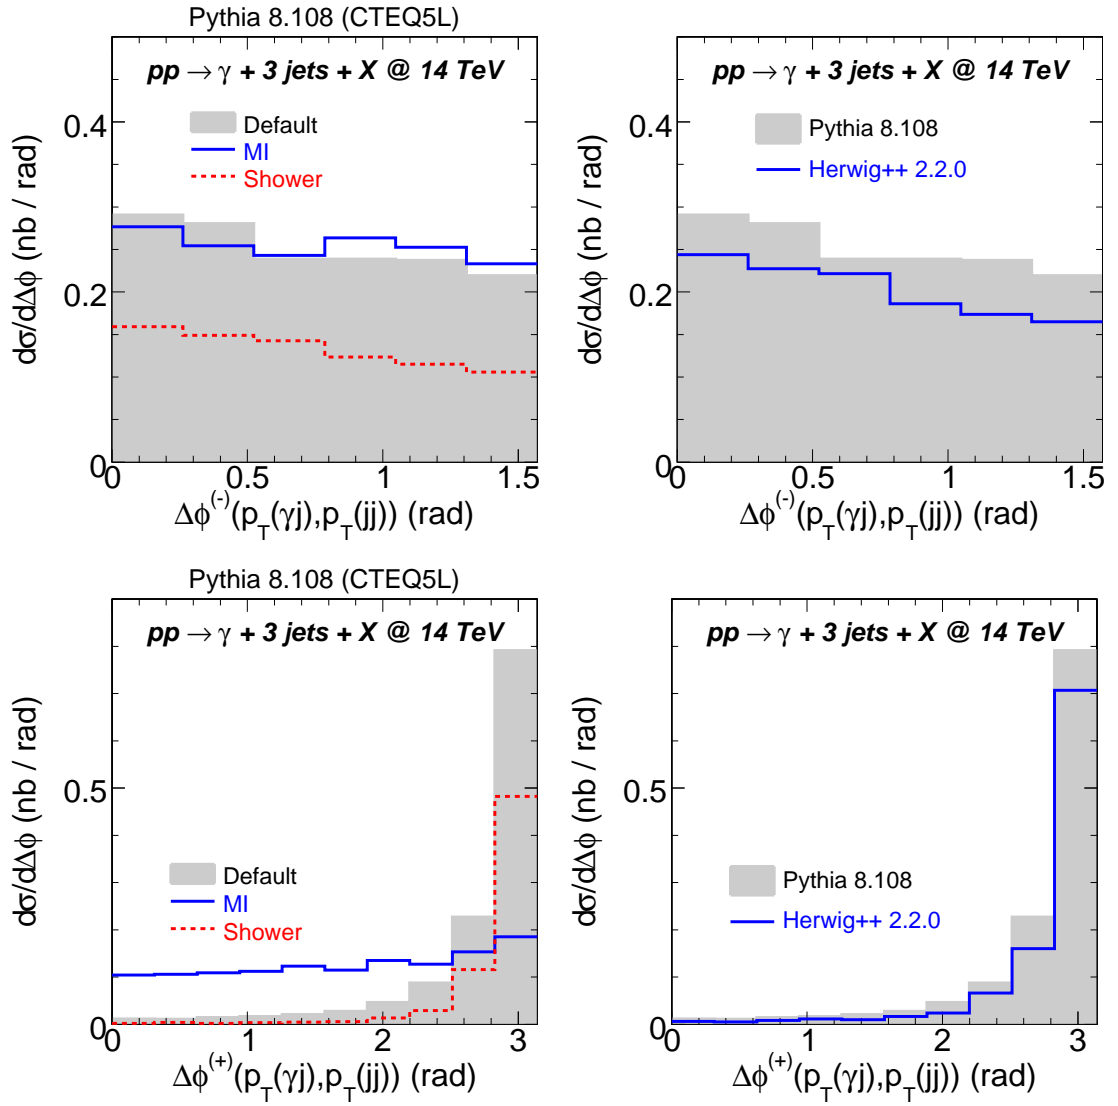 Pythia 8.108 (CTEQ5L)
pp → γ + 3 jets + X @ 14 TeV
Default
MI
Shower
dσ/dΔϕ (nb / rad)
0.4
0.2
0
0 0.5 1 1.5
Δϕ^(-)(p_T(γj),p_T(jj)) (rad)
pp → γ + 3 jets + X @ 14 TeV
Pythia 8.108
Herwig++ 2.2.0
dσ/dΔϕ (nb / rad)
0.4
0.2
0
0 0.5 1 1.5
Δϕ^(-)(p_T(γj),p_T(jj)) (rad)
Pythia 8.108 (CTEQ5L)
pp → γ + 3 jets + X @ 14 TeV
Default
MI
Shower
dσ/dΔϕ (nb / rad)
0.5
0
0 1 2 3
Δϕ^(+)(p_T(γj),p_T(jj)) (rad)
pp → γ + 3 jets + X @ 14 TeV
Pythia 8.108
Herwig++ 2.2.0
dσ/dΔϕ (nb / rad)
0.5
0
0 1 2 3
Δϕ^(+)(p_T(γj),p_T(jj)) (rad)